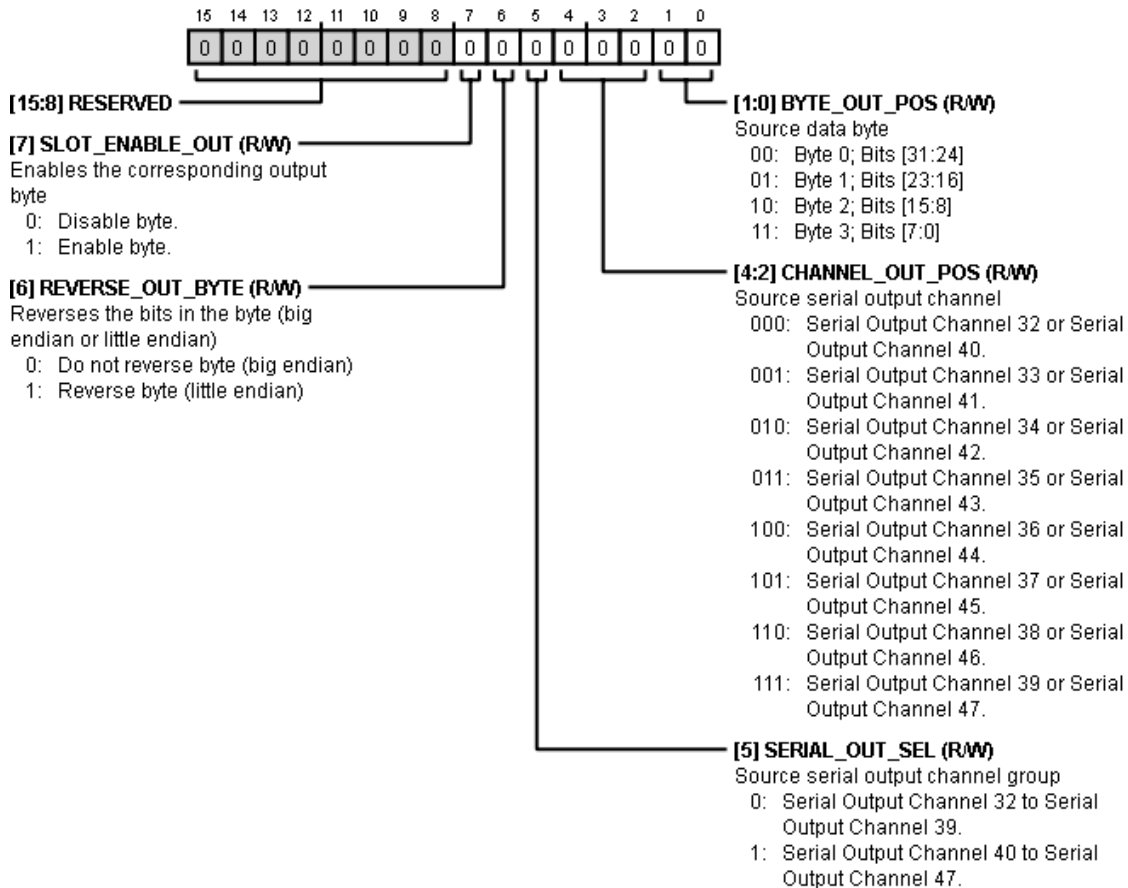 15 14 13 12 11 10 9 8 7 6 5 4 3 2 1 0
0 0 0 0 0 0 0 0 0 0 0 0 0 0 0 0
[15:8] RESERVED
[7] SLOT_ENABLE_OUT (R/W)
Enables the corresponding output
byte
0: Disable byte.
1: Enable byte.
[6] REVERSE_OUT_BYTE (R/W)
Reverses the bits in the byte (big
endian or little endian)
0: Do not reverse byte (big endian)
1: Reverse byte (little endian)
[1:0] BYTE_OUT_POS (R/W)
Source data byte
00: Byte 0; Bits [31:24]
01: Byte 1; Bits [23:16]
10: Byte 2; Bits [15:8]
11: Byte 3; Bits [7:0]
[4:2] CHANNEL_OUT_POS (R/W)
Source serial output channel
000: Serial Output Channel 32 or Serial
Output Channel 40.
001: Serial Output Channel 33 or Serial
Output Channel 41.
010: Serial Output Channel 34 or Serial
Output Channel 42.
011: Serial Output Channel 35 or Serial
Output Channel 43.
100: Serial Output Channel 36 or Serial
Output Channel 44.
101: Serial Output Channel 37 or Serial
Output Channel 45.
110: Serial Output Channel 38 or Serial
Output Channel 46.
111: Serial Output Channel 39 or Serial
Output Channel 47.
[5] SERIAL_OUT_SEL (R/W)
Source serial output channel group
0: Serial Output Channel 32 to Serial
Output Channel 39.
1: Serial Output Channel 40 to Serial
Output Channel 47.